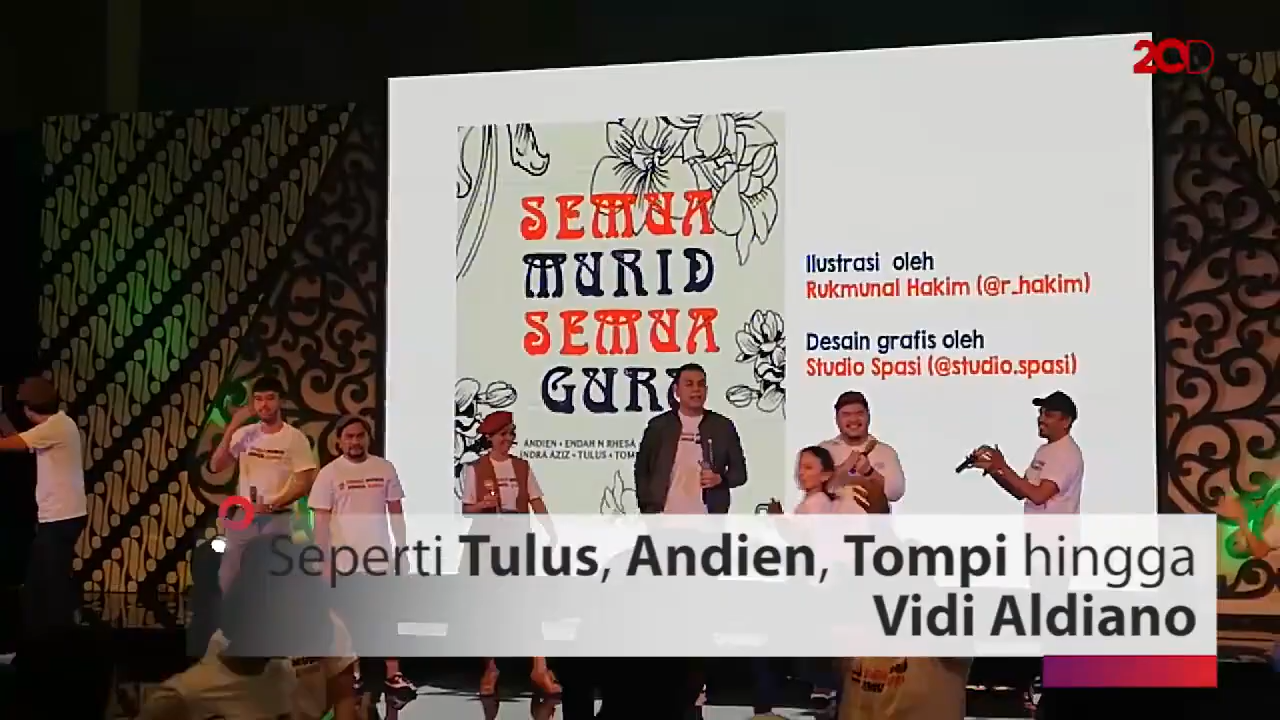 20D
SEMUA
MURID
SEMUA
GURU
ANDIEN • ENDAH N RHESA
INDRA AZIZ • TULUS • TOM
Ilustrasi oleh
Rukmunal Hakim (@r_hakim)
Desain grafis oleh
Studio Spasi (@studio.spasi)
Seperti Tulus, Andien, Tompi hingga
Vidi Aldiano